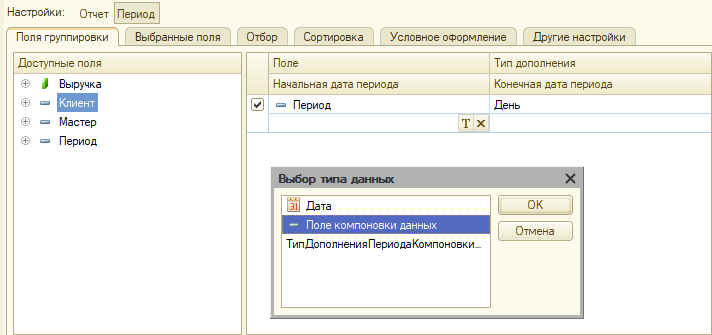 Настройки: Отчет Период
Поля группировки Выбранные поля Отбор Сортировка Условное оформление Другие настройки
Доступные поля
Выручка
Клиент
Мастер
Период
Поле Тип дополнения
Начальная дата периода Конечная дата периода
Период День
T
Выбор типа данных
31 Дата
Поле компоновки данных
ТипДополненияПериодаКомпоновки...
OK
Отмена